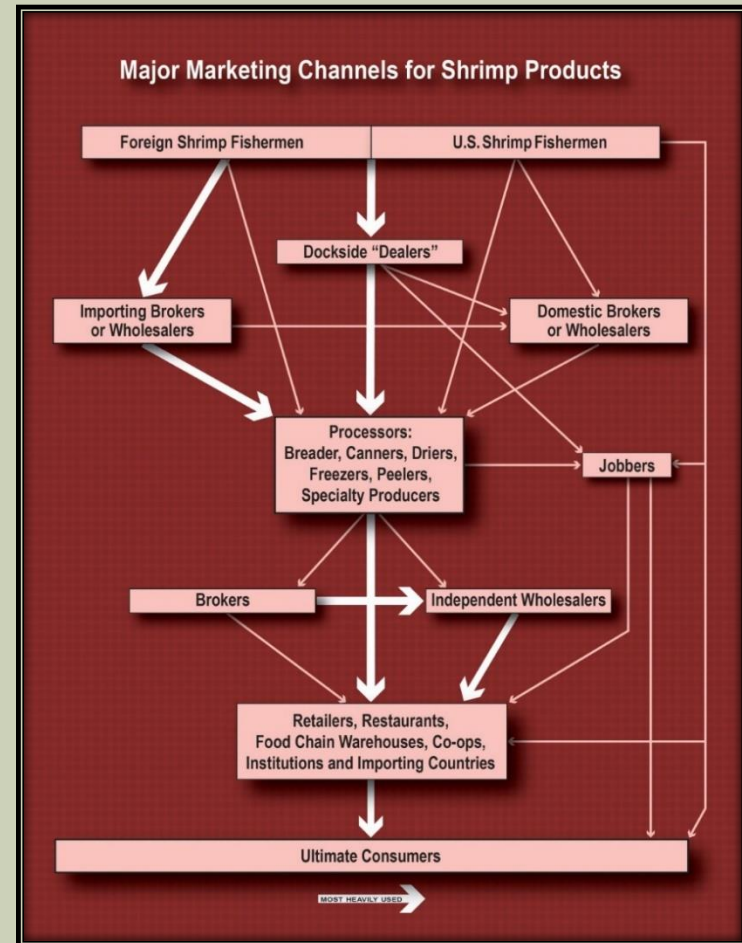 Major Marketing Channels for Shrimp Products
Foreign Shrimp Fishermen
U.S. Shrimp Fishermen
Dockside “Dealers”
Importing Brokers
or Wholesalers
Domestic Brokers
or Wholesalers
Processors:
Breader, Canners, Driers,
Freezers, Peelers,
Specialty Producers
Jobbers
Brokers
Independent Wholesalers
Retailers, Restaurants,
Food Chain Warehouses, Co-ops,
Institutions and Importing Countries
Ultimate Consumers
MOST HEAVILY USED